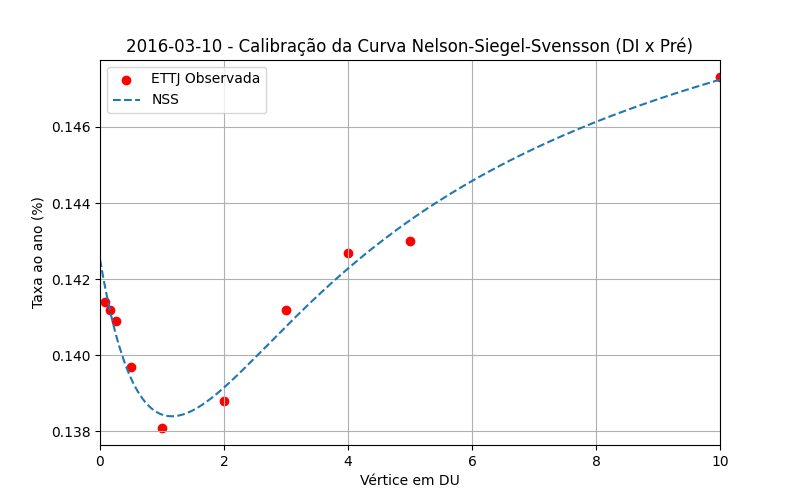 2016-03-10 - Calibração da Curva Nelson-Siegel-Svensson (DI x Pré)
ETTJ Observada
NSS
Taxa ao ano (%)
0.146
0.144
0.142
0.140
0.138
0 2 4 6 8 10
Vértice em DU